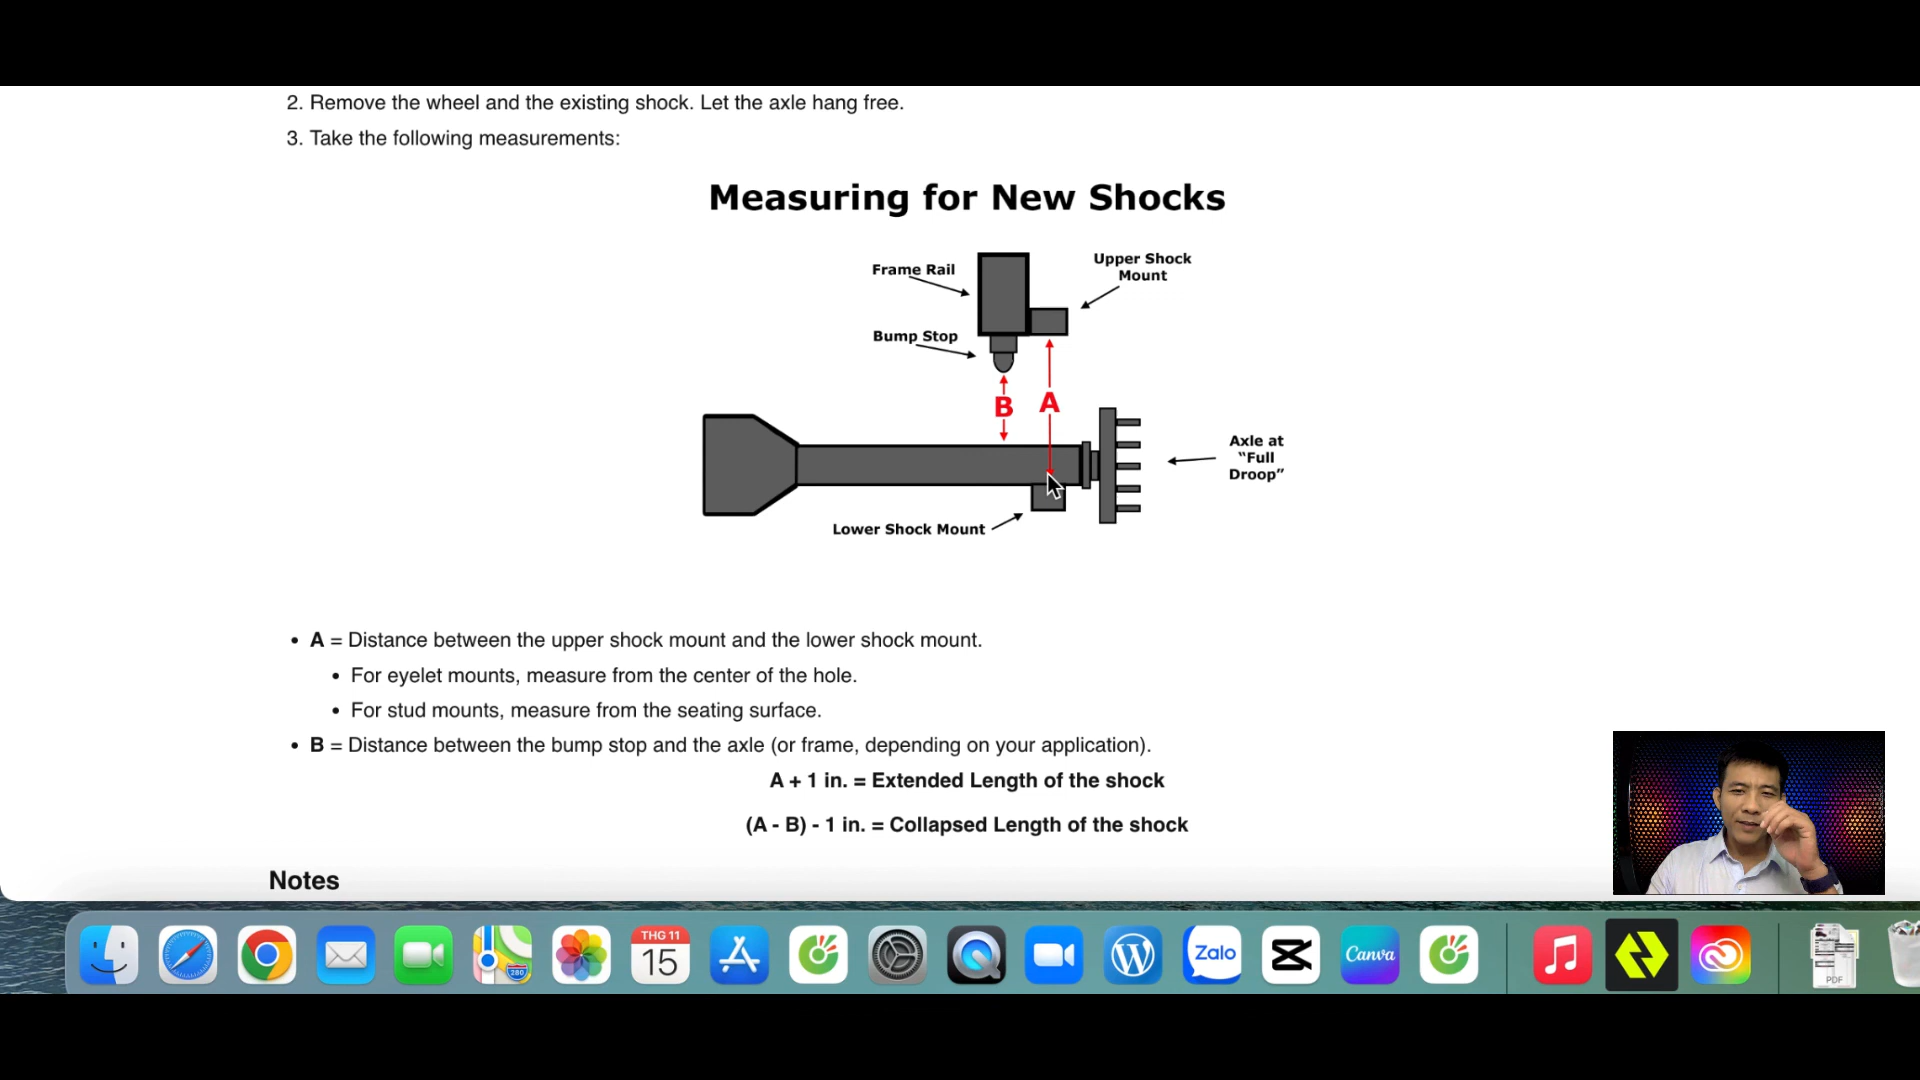 2. Remove the wheel and the existing shock. Let the axle hang free.
3. Take the following measurements:
Measuring for New Shocks
Frame Rail
Upper Shock
Mount
Bump Stop
B
A
Axle at
“Full
Droop”
Lower Shock Mount
• A = Distance between the upper shock mount and the lower shock mount.
• For eyelet mounts, measure from the center of the hole.
• For stud mounts, measure from the seating surface.
• B = Distance between the bump stop and the axle (or frame, depending on your application).
A + 1 in. = Extended Length of the shock
(A - B) - 1 in. = Collapsed Length of the shock
Notes
THG 11
15
280
Zalo
Canva
PDF